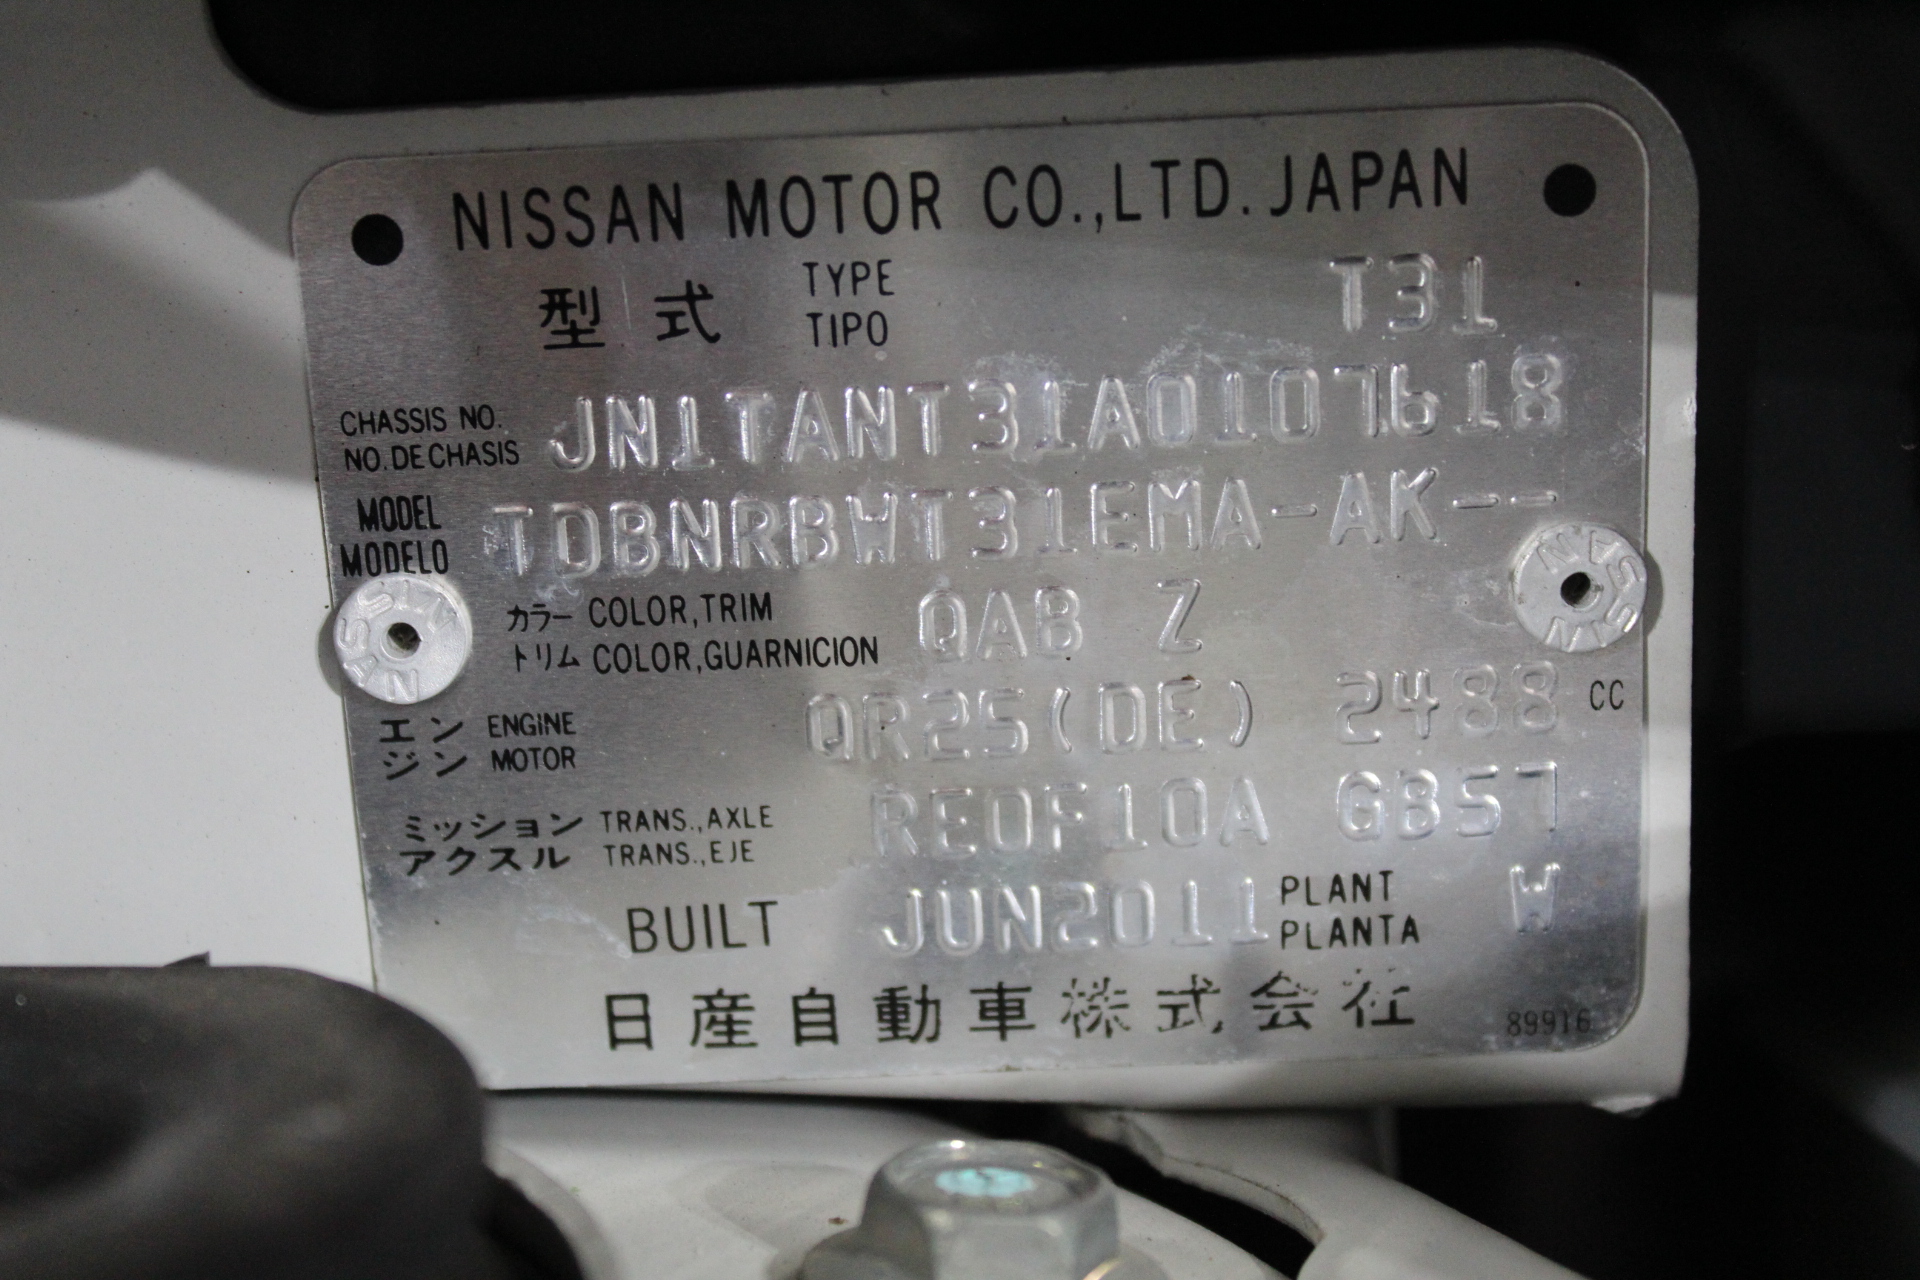 NISSAN MOTOR CO.,LTD. JAPAN
型式 TYPE T31
TIPO
CHASSIS NO. JN1TANT31A0107618
NO. DE CHASIS
MODEL TDBNRBWT31EMA-AK--
MODELO
カラー COLOR,TRIM QAB Z
トリム COLOR,GUARNICION
エン ENGINE QR25(DE) 2488 CC
ジン MOTOR
ミッション TRANS.,AXLE RE0F10A GB57
アクスル TRANS.,EJE
BUILT JUN2011 PLANT W
PLANTA
日産自動車株式会社
89916
NISSAN
NISSAN